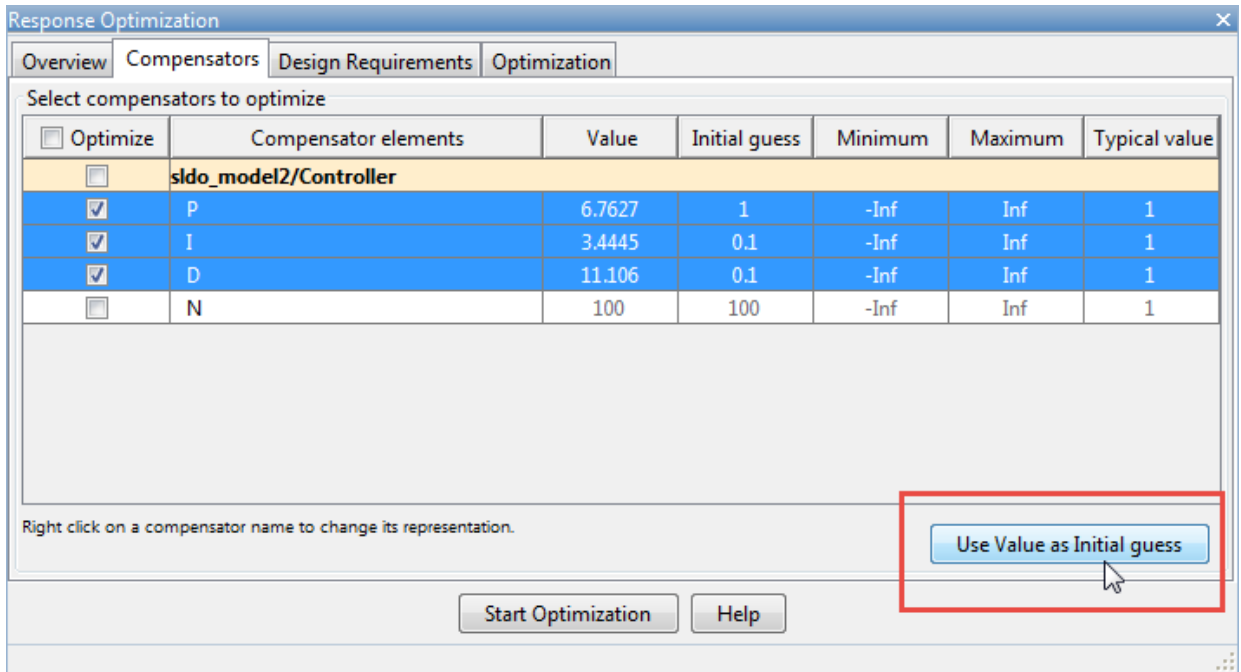 Response Optimization
Overview Compensators Design Requirements Optimization
Select compensators to optimize
Optimize Compensator elements Value Initial guess Minimum Maximum Typical value
sldo_model2/Controller
P 6.7627 1 -Inf Inf 1
I 3.4445 0.1 -Inf Inf 1
D 11.106 0.1 -Inf Inf 1
N 100 100 -Inf Inf 1
Right click on a compensator name to change its representation.
Use Value as Initial guess
Start Optimization Help